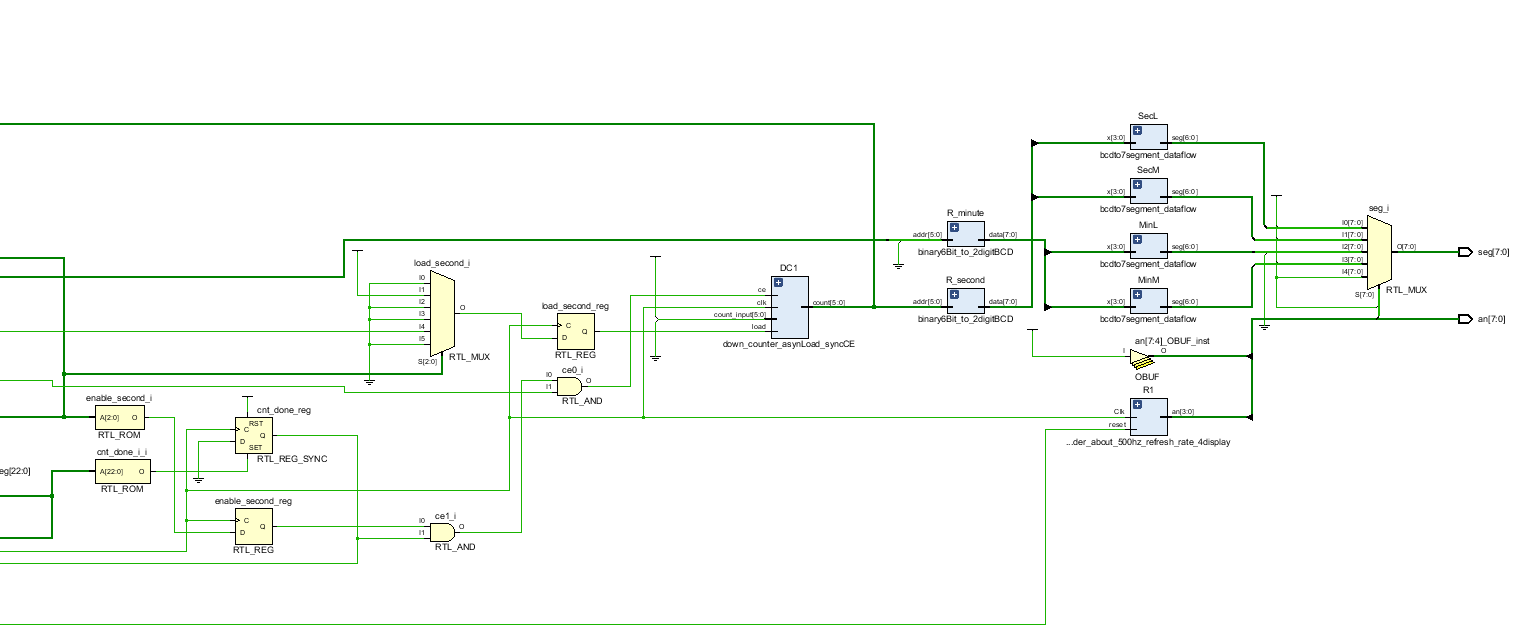 SecL
x[3:0]
seg[6:0]
bcdto7segment_dataflow
SecM
x[3:0]
seg[6:0]
bcdto7segment_dataflow
MinL
x[3:0]
seg[6:0]
bcdto7segment_dataflow
MinM
x[3:0]
seg[6:0]
bcdto7segment_dataflow
R_minute
addr[5:0]
data[7:0]
binary6Bit_to_2digitBCD
R_second
addr[5:0]
data[7:0]
binary6Bit_to_2digitBCD
seg_i
I0[7:0]
I1[7:0]
I2[7:0]
I3[7:0]
I4[7:0]
S[7:0]
O[7:0]
RTL_MUX
seg[7:0]
an[7:0]
load_second_i
I0
I1
I2
I3
I4
I5
S[2:0]
O
RTL_MUX
load_second_reg
C
D
Q
RTL_REG
DC1
ce
clk
count_input[5:0]
load
count[5:0]
down_counter_asynLoad_syncCE
ce0_i
I0
I1
O
RTL_AND
an[7:4]_OBUF_inst
I
O
OBUF
R1
Clk
reset
an[3:0]
...der_about_500hz_refresh_rate_4display
enable_second_i
A[2:0]
O
RTL_ROM
cnt_done_i_i
A[22:0]
O
RTL_ROM
eg[22:0]
cnt_done_reg
RST
C
D
Q
SET
RTL_REG_SYNC
enable_second_reg
C
D
Q
RTL_REG
ce1_i
I0
I1
O
RTL_AND